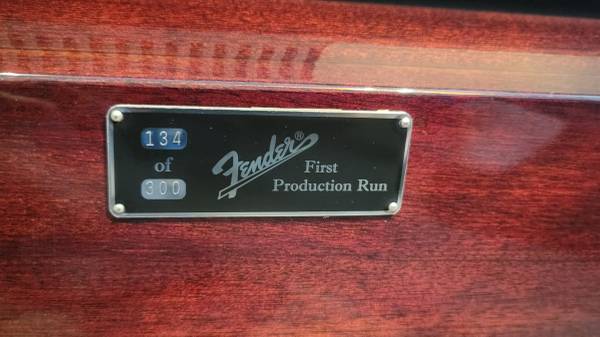 134
of
300
Fender®
First
Production Run